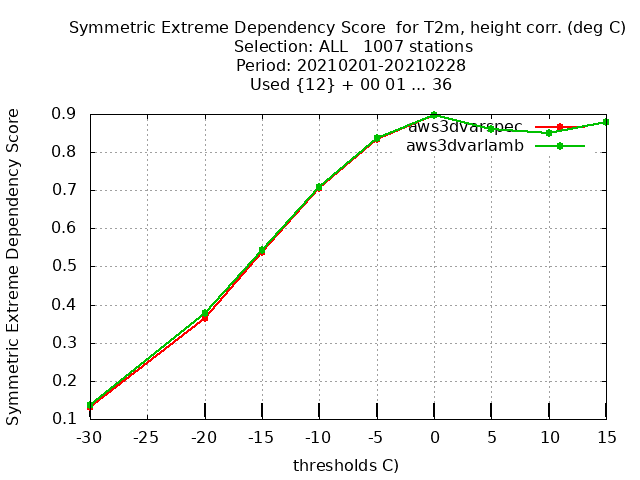 Symmetric Extreme Dependency Score  for T2m, height corr. (deg C)
Selection: ALL   1007 stations
Period: 20210201-20210228
Used {12} + 00 01 ... 36
Symmetric Extreme Dependency Score
0.9
0.8
0.7
0.6
0.5
0.4
0.3
0.2
0.1
aws3dvarspec
aws3dvarlamb
-30 -25 -20 -15 -10 -5 0 5 10 15
thresholds C)